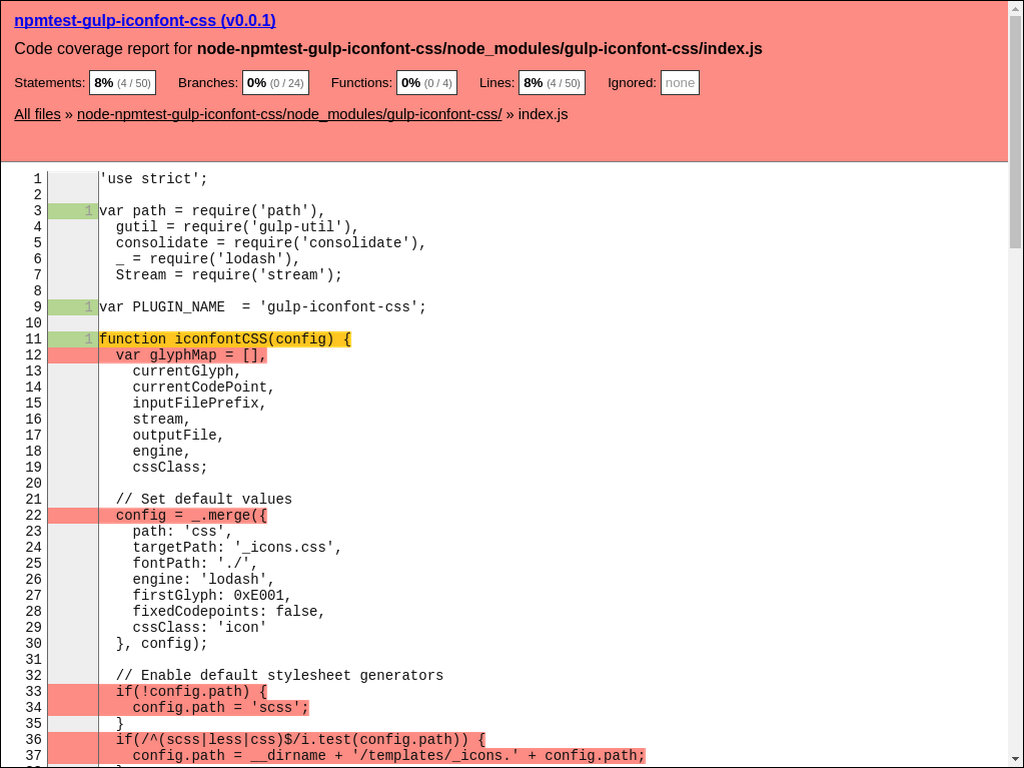 npmtest-gulp-iconfont-css (v0.0.1)
Code coverage report for node-npmtest-gulp-iconfont-css/node_modules/gulp-iconfont-css/index.js
Statements: 8% (4 / 50) Branches: 0% (0 / 24) Functions: 0% (0 / 4) Lines: 8% (4 / 50) Ignored: none
All files » node-npmtest-gulp-iconfont-css/node_modules/gulp-iconfont-css/ » index.js
1 'use strict';
2
3 1 var path = require('path'),
4   gutil = require('gulp-util'),
5   consolidate = require('consolidate'),
6   _ = require('lodash'),
7   Stream = require('stream');
8
9 1 var PLUGIN_NAME  = 'gulp-iconfont-css';
10
11 1 function iconfontCSS(config) {
12   var glyphMap = [],
13     currentGlyph,
14     currentCodePoint,
15     inputFilePrefix,
16     stream,
17     outputFile,
18     engine,
19     cssClass;
20
21   // Set default values
22   config = _.merge({
23     path: 'css',
24     targetPath: '_icons.css',
25     fontPath: './',
26     engine: 'lodash',
27     firstGlyph: 0xE001,
28     fixedCodepoints: false,
29     cssClass: 'icon'
30   }, config);
31
32   // Enable default stylesheet generators
33   if(!config.path) {
34     config.path = 'scss';
35   }
36   if(/^(scss|less|css)$/i.test(config.path)) {
37     config.path = __dirname + '/templates/_icons.' + config.path;